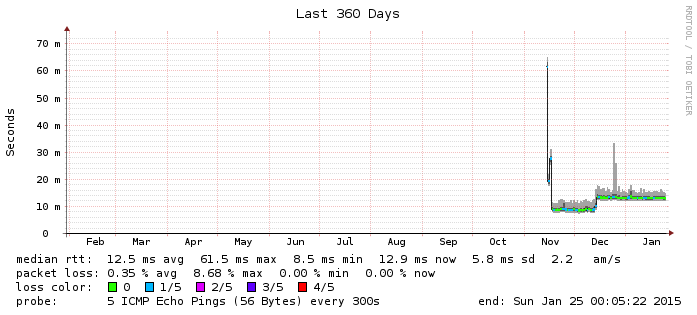 Last 360 Days
RRDTOOL / TOBI OETIKER
Seconds
70 m
60 m
50 m
40 m
30 m
20 m
10 m
0
Feb Mar Apr May Jun Jul Aug Sep Oct Nov Dec Jan
median rtt: 12.5 ms avg 61.5 ms max 8.5 ms min 12.9 ms now 5.8 ms sd 2.2 am/s
packet loss: 0.35 % avg 8.68 % max 0.00 % min 0.00 % now
loss color: 0 1/5 2/5 3/5 4/5
probe: 5 ICMP Echo Pings (56 Bytes) every 300s end: Sun Jan 25 00:05:22 2015